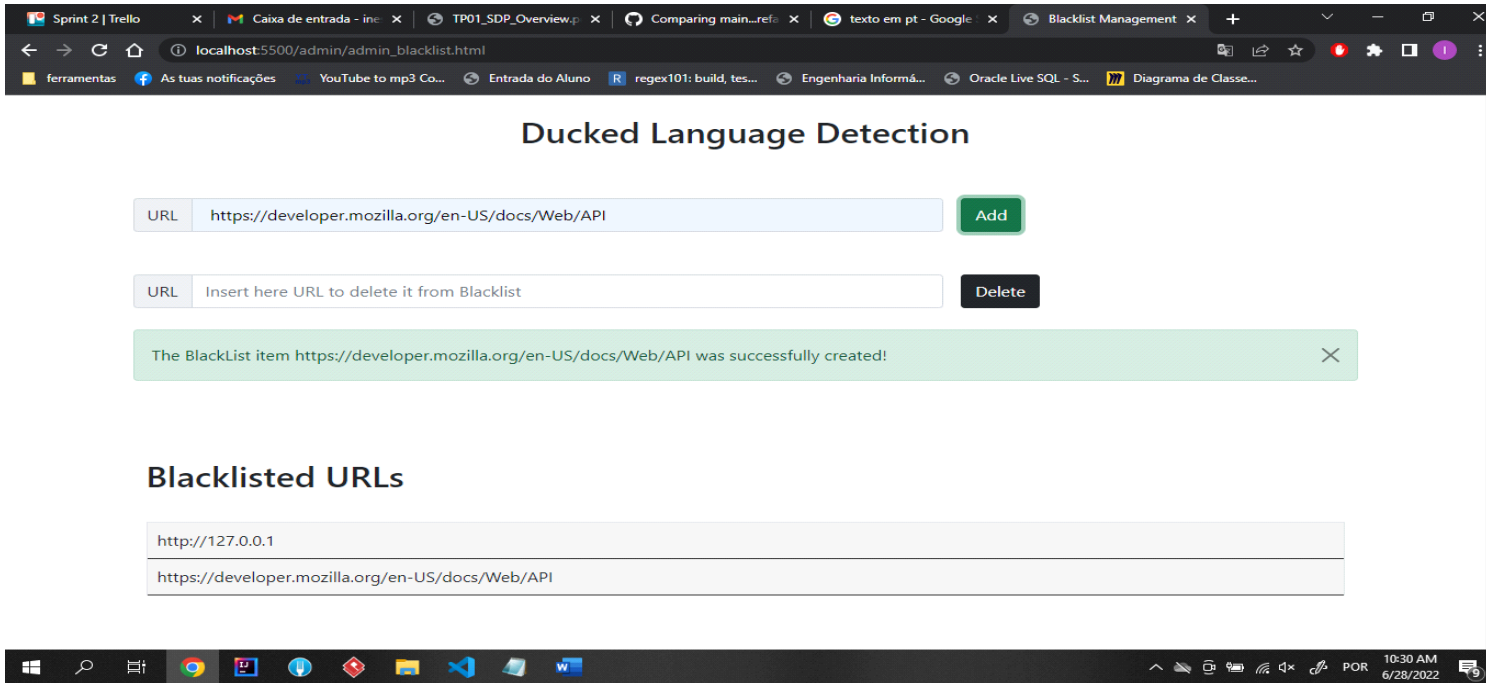 Sprint 2 | Trello
Caixa de entrada - ine
TP01_SDP_Overview.p
Comparing main...refa
texto em pt - Google
Blacklist Management
localhost:5500/admin/admin_blacklist.html
I
ferramentas
As tuas notificações
YouTube to mp3 Co...
Entrada do Aluno
R regex101: build, tes...
Engenharia Informá...
Oracle Live SQL - S...
Diagrama de Classe...
Ducked Language Detection
URL https://developer.mozilla.org/en-US/docs/Web/API Add
URL Insert here URL to delete it from Blacklist Delete
The BlackList item https://developer.mozilla.org/en-US/docs/Web/API was successfully created!
Blacklisted URLs
http://127.0.0.1
https://developer.mozilla.org/en-US/docs/Web/API
POR
10:30 AM
6/28/2022
9